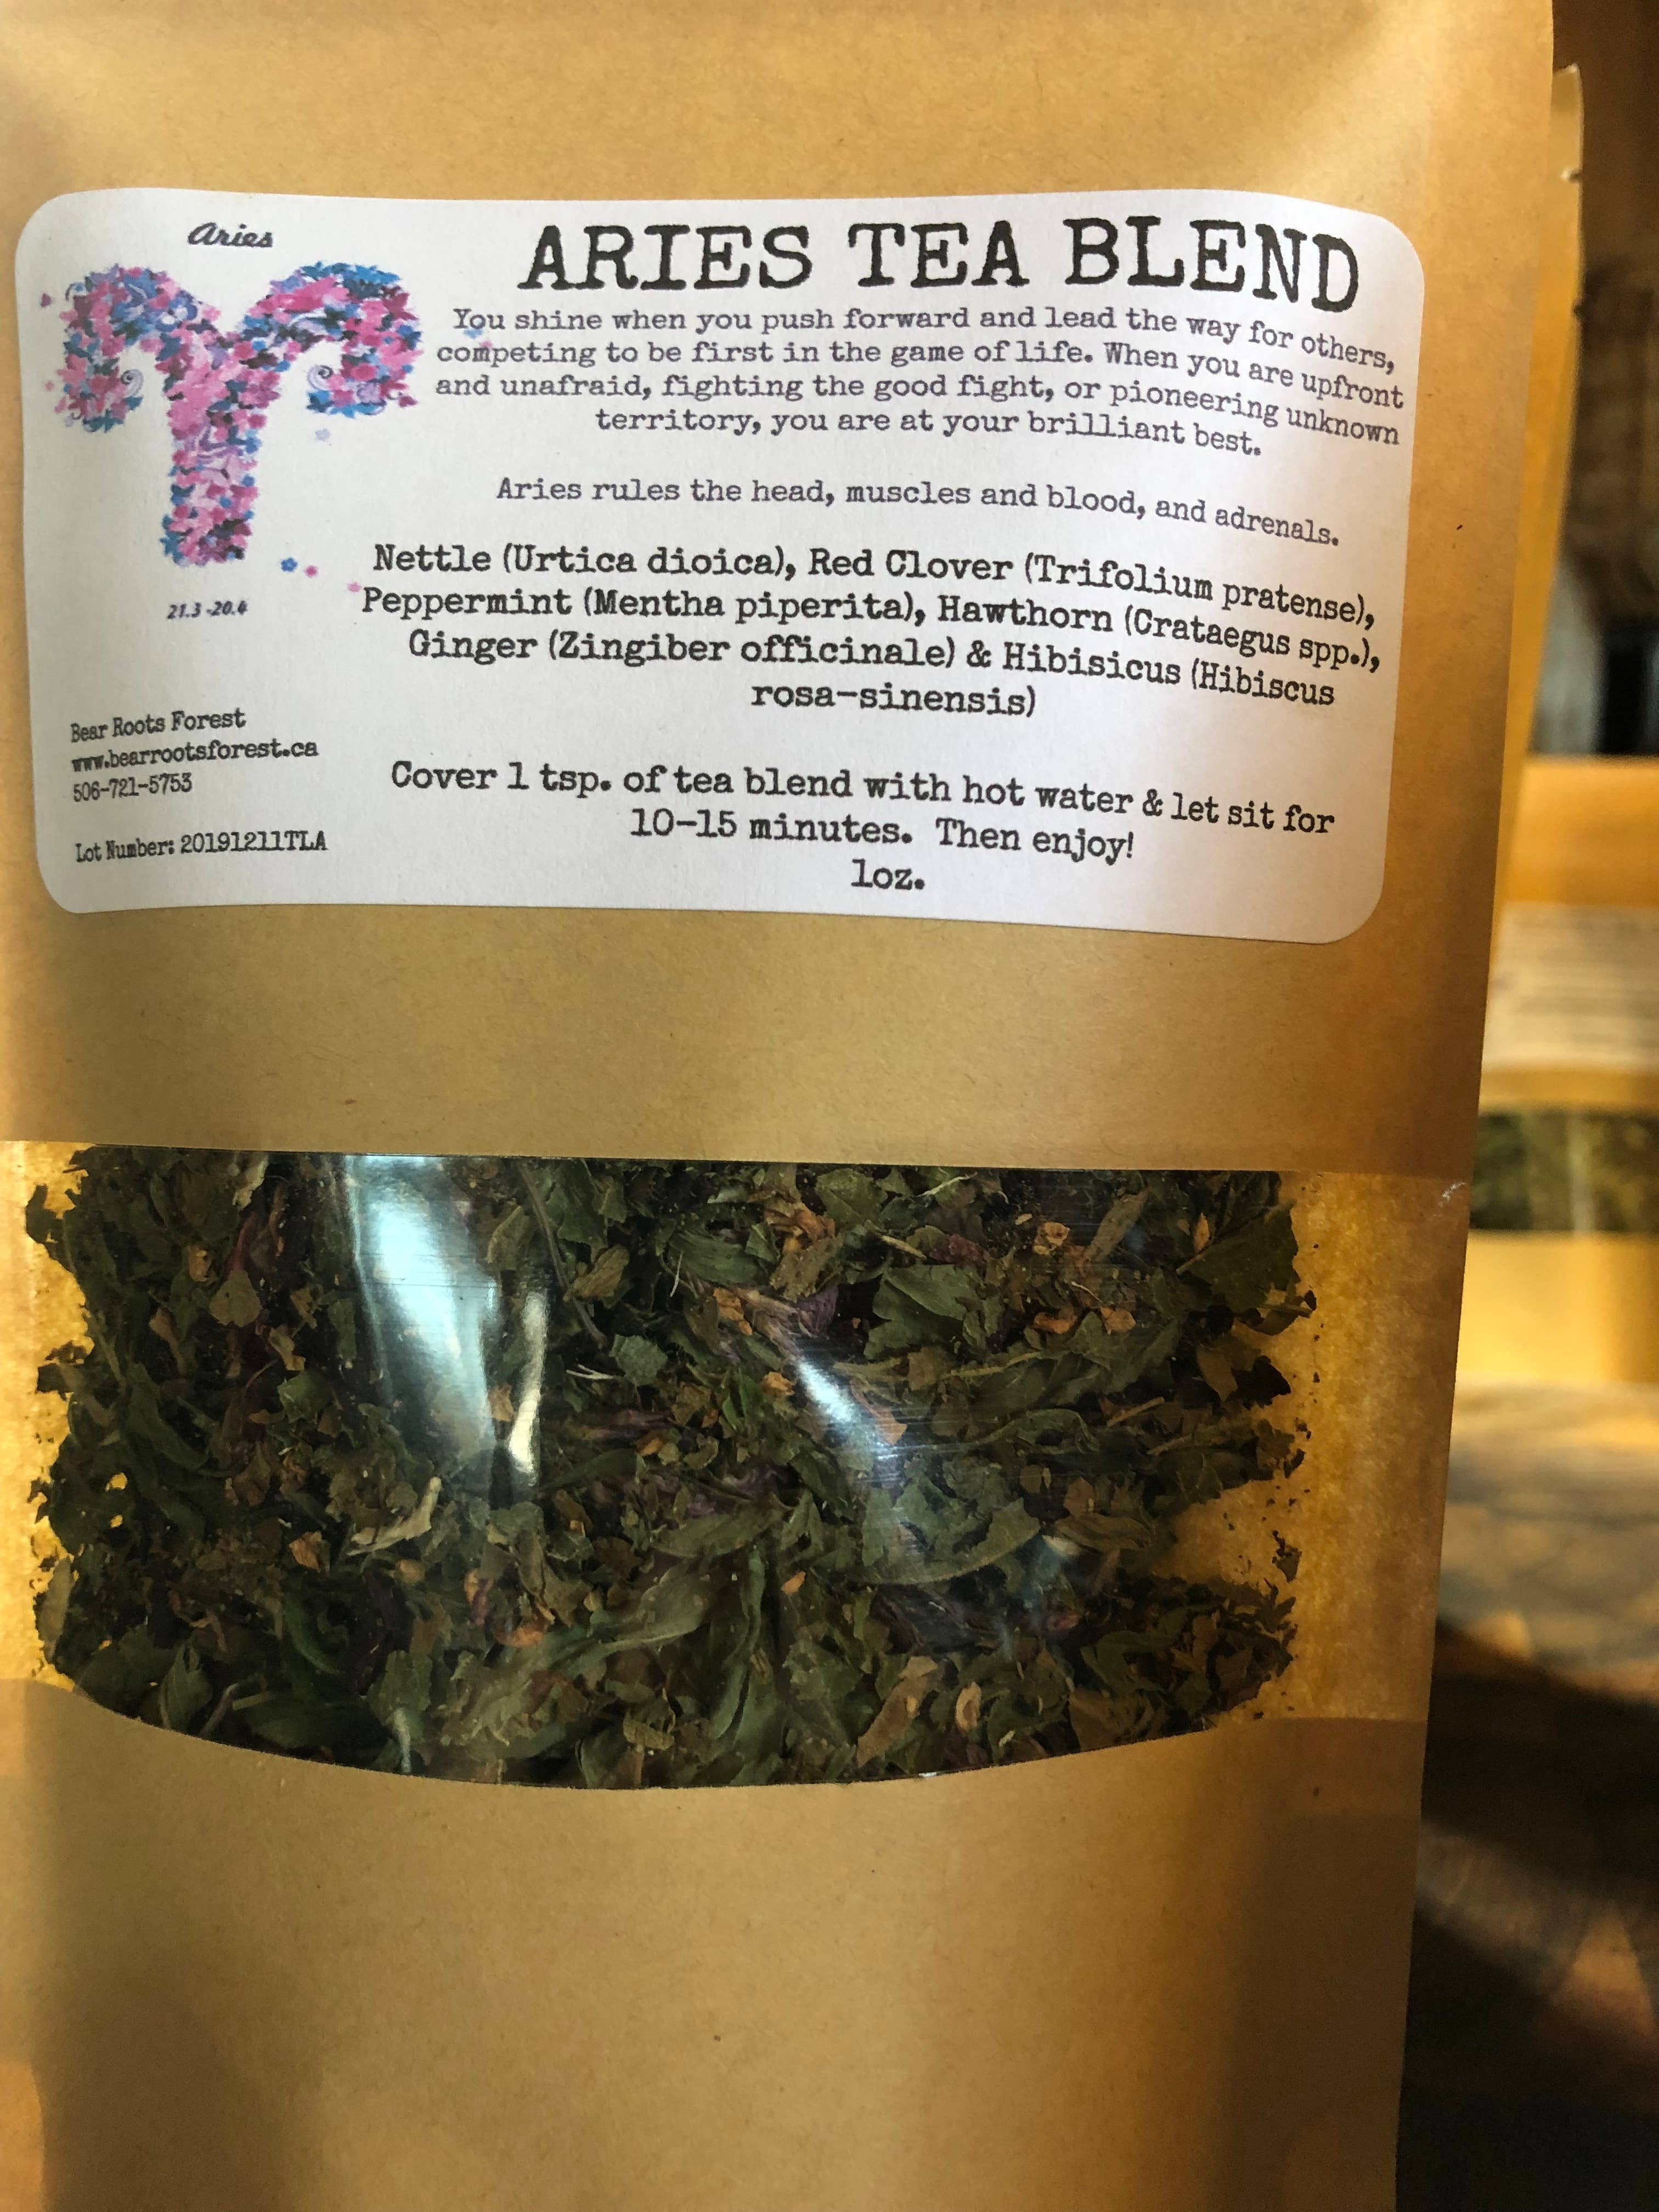 Aries
ARIES TEA BLEND
You shine when you push forward and lead the way for others,
competing to be first in the game of life. When you are upfront
and unafraid, fighting the good fight, or pioneering unknown
territory, you are at your brilliant best.
Aries rules the head, muscles and blood, and adrenals.
Nettle (Urtica dioica), Red Clover (Trifolium pratense),
Peppermint (Mentha piperita), Hawthorn (Crataegus spp.),
Ginger (Zingiber officinale) & Hibisicus (Hibiscus
rosa-sinensis)
21.3 -20.4
Bear Roots Forest
www.bearrootsforest.ca
506-721-5753
Lot Number: 20191211TLA
Cover 1 tsp. of tea blend with hot water & let sit for
10-15 minutes. Then enjoy!
1oz.